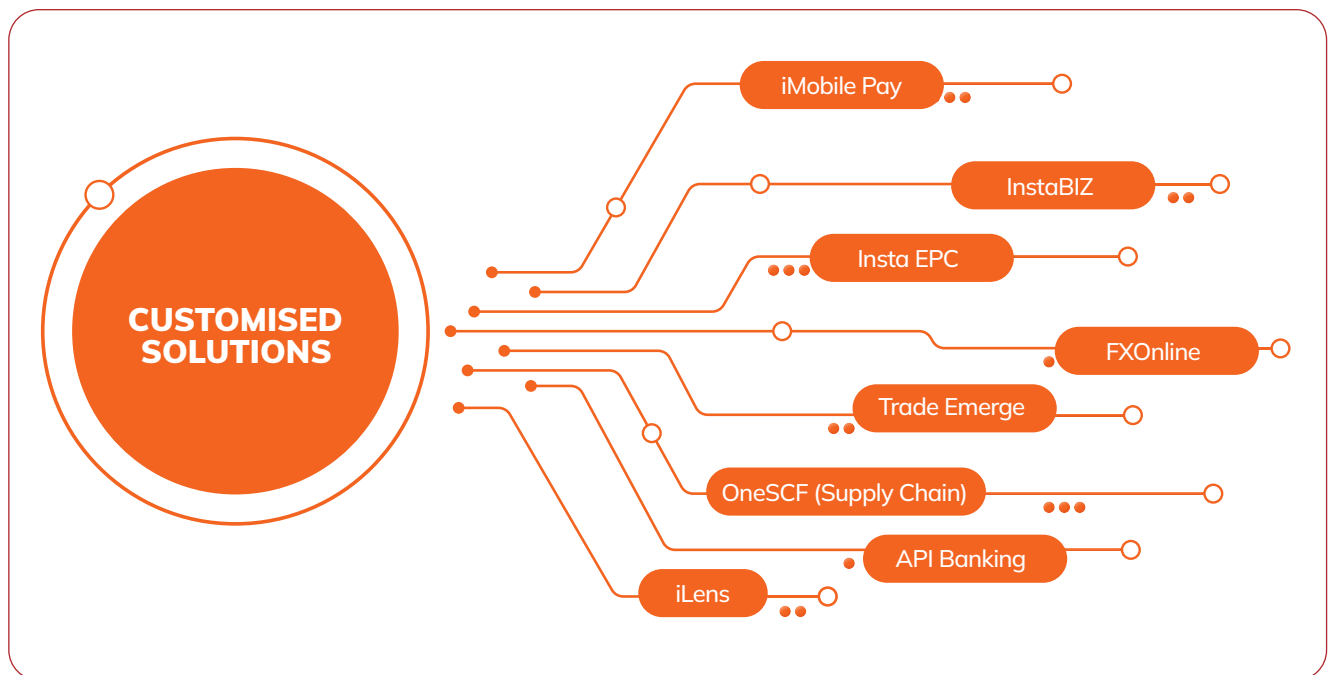 CUSTOMISED
SOLUTIONS
iMobile Pay
InstaBIZ
Insta EPC
FXOnline
Trade Emerge
OneSCF (Supply Chain)
API Banking
iLens